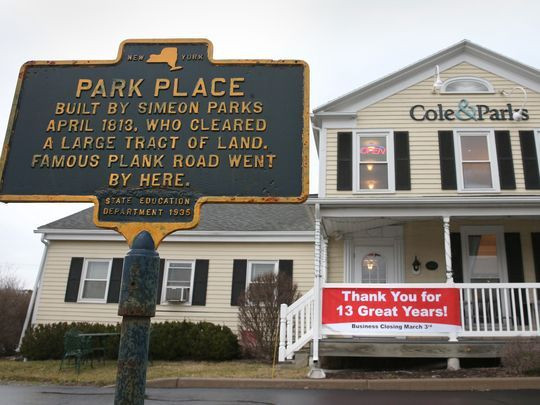 NEW YORK
PARK PLACE
BUILT BY SIMEON PARKS
APRIL 1813, WHO CLEARED
A LARGE TRACT OF LAND.
FAMOUS PLANK ROAD WENT
BY HERE.
STATE EDUCATION
DEPARTMENT 1935
Cole & Parks
OPEN
Thank You for
13 Great Years!
Business Closing March 3rd